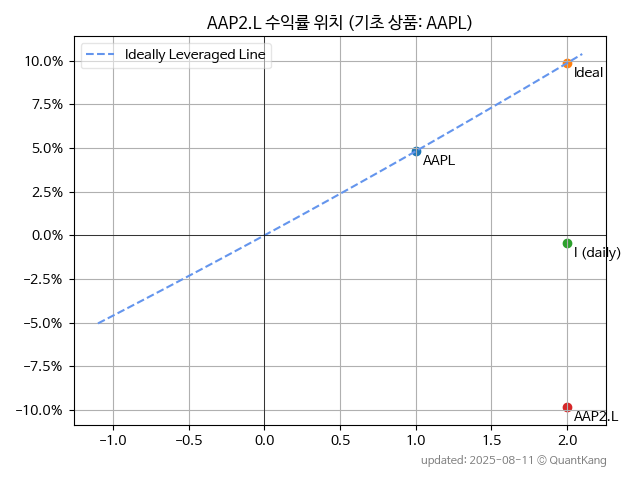 AAP2.L 수익률 위치 (기초 상품: AAPL)
Ideally Leveraged Line
10.0%
7.5%
5.0%
2.5%
0.0%
−2.5%
−5.0%
−7.5%
−10.0%
Ideal
AAPL
I (daily)
AAP2.L
−1.0
−0.5
0.0
0.5
1.0
1.5
2.0
updated: 2025-08-11 © QuantKang